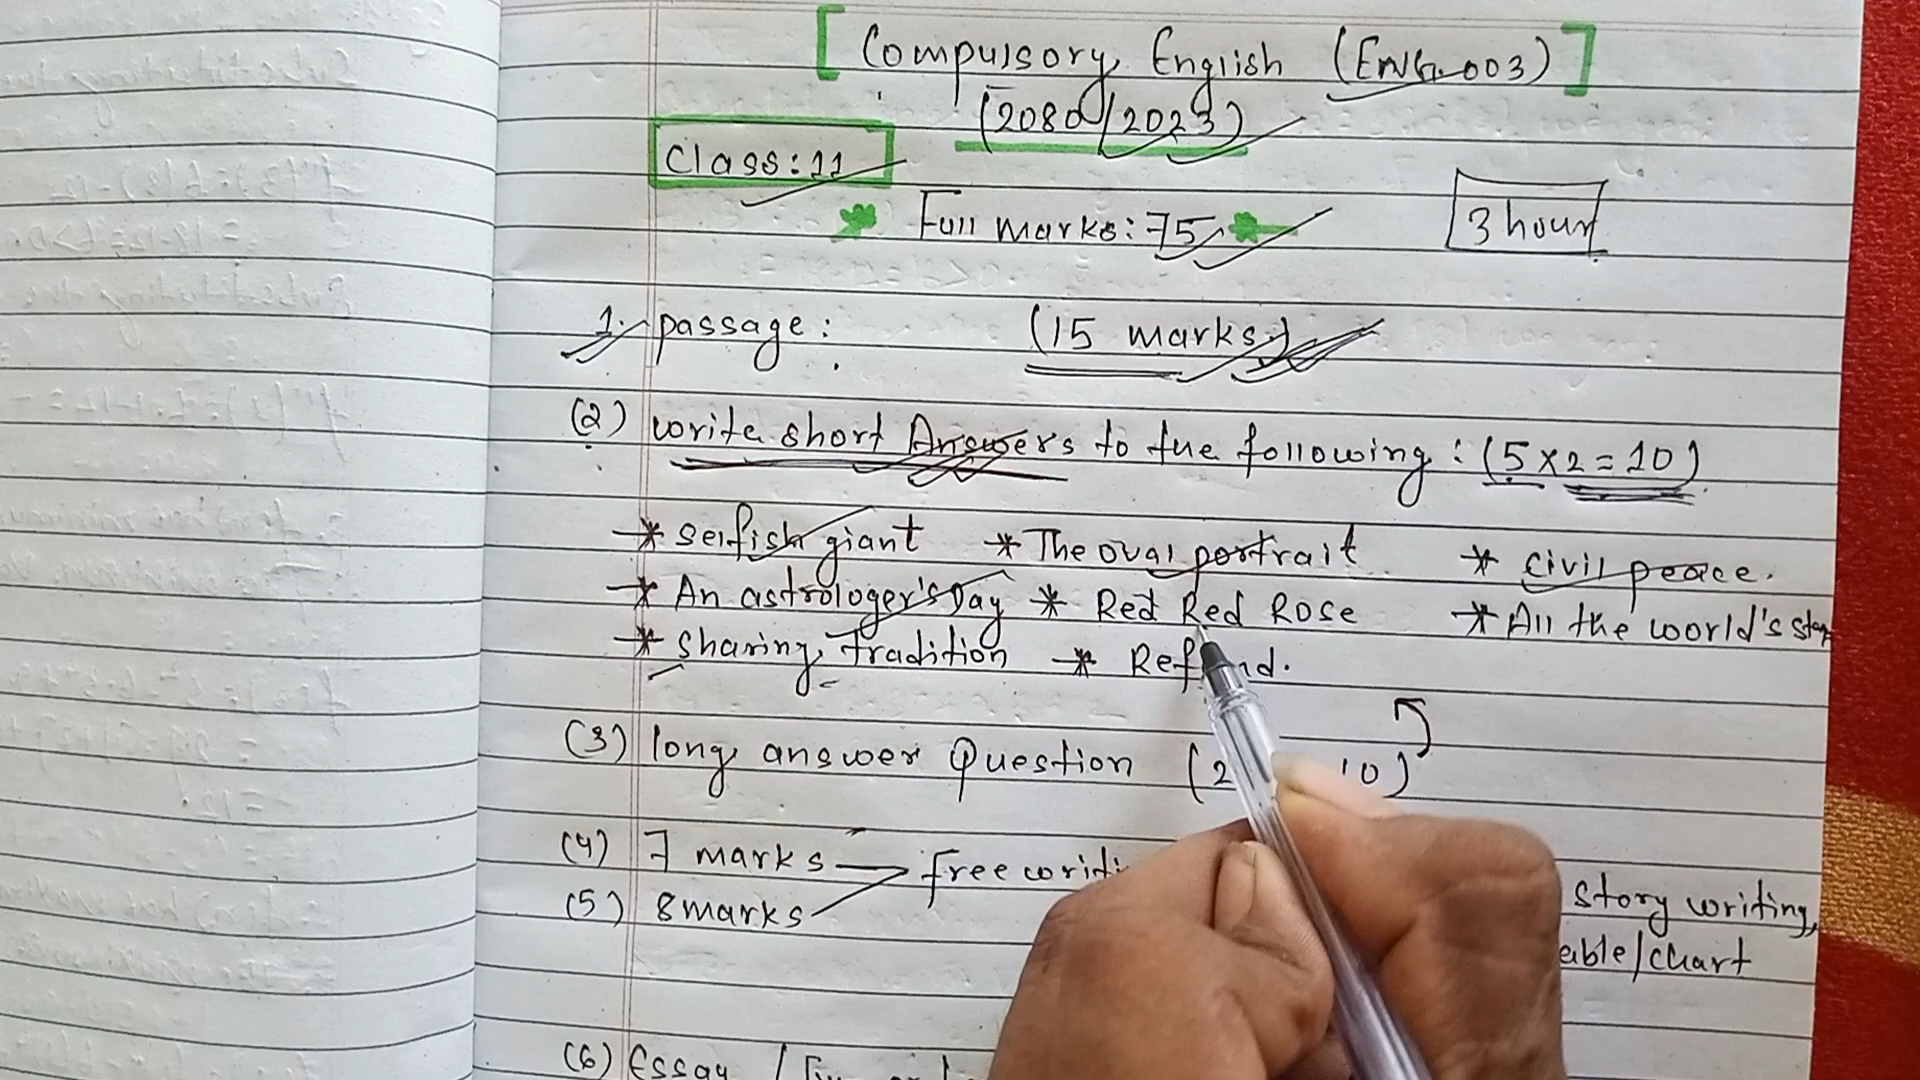 [Compulsory English (ENG.003)]
(2080/2023)
Class:11
Full marks:75
3 hour
1. passage: (15 marks)
(2) write short Answers to the following: (5x2=10)
* selfish giant * The oval portrait * civil peace.
* An astrologer's Day * Red Red Rose * All the world's
* sharing Tradition *
(3) long answer Question (2 10)
(4) 7 marks free
(5) 8 marks
story writing,
/chart
(6) Essay /